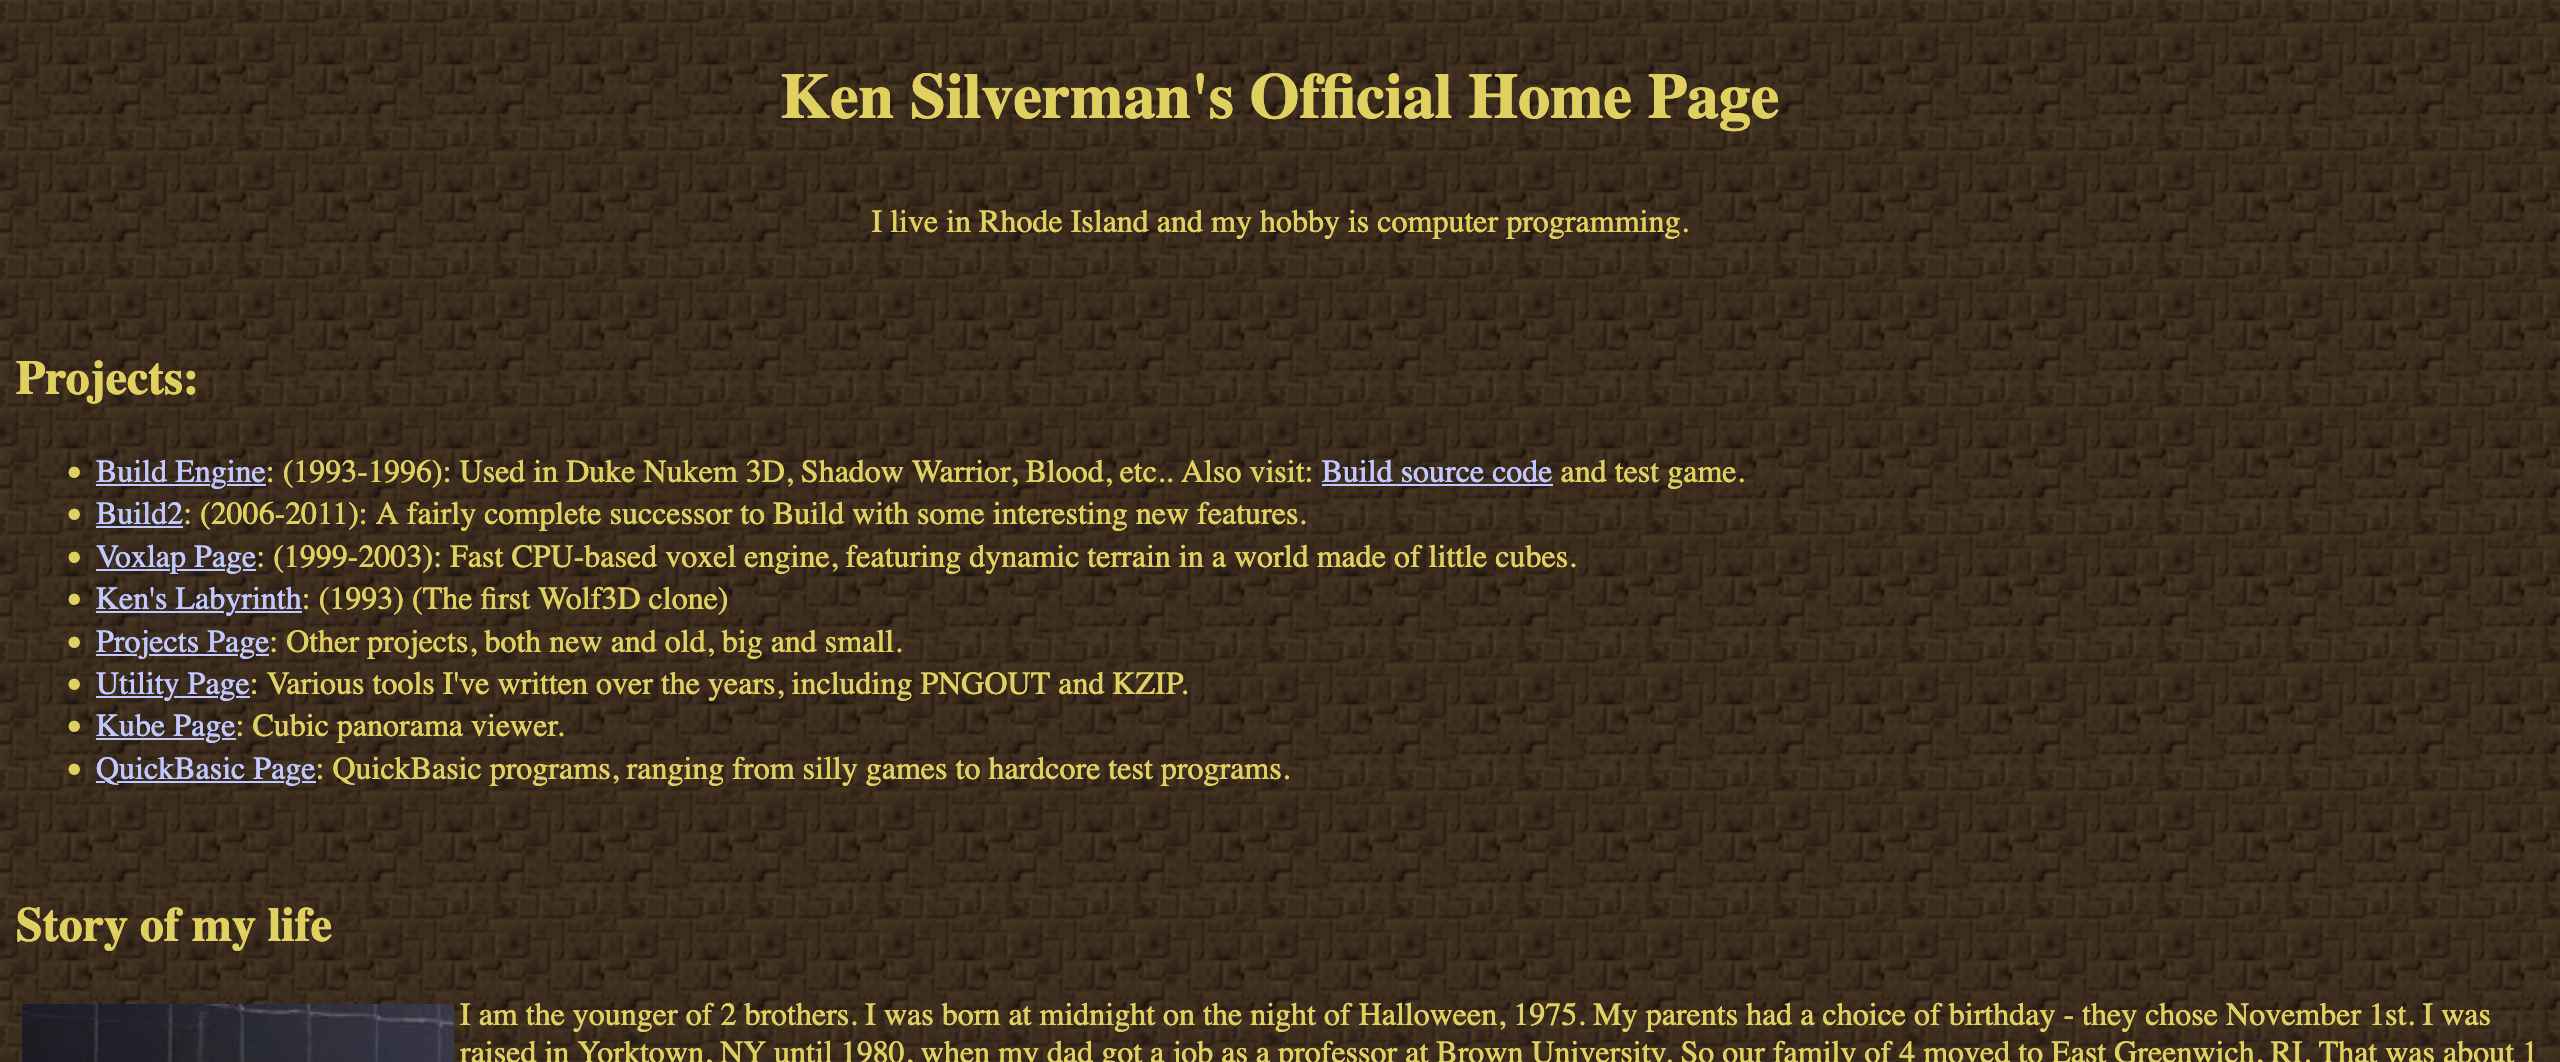 Ken Silverman's Official Home Page
I live in Rhode Island and my hobby is computer programming.
Projects:
• Build Engine: (1993-1996): Used in Duke Nukem 3D, Shadow Warrior, Blood, etc.. Also visit: Build source code and test game.
• Build2: (2006-2011): A fairly complete successor to Build with some interesting new features.
• Voxlap Page: (1999-2003): Fast CPU-based voxel engine, featuring dynamic terrain in a world made of little cubes.
• Ken's Labyrinth: (1993) (The first Wolf3D clone)
• Projects Page: Other projects, both new and old, big and small.
• Utility Page: Various tools I've written over the years, including PNGOUT and KZIP.
• Kube Page: Cubic panorama viewer.
• QuickBasic Page: QuickBasic programs, ranging from silly games to hardcore test programs.
Story of my life
I am the younger of 2 brothers. I was born at midnight on the night of Halloween, 1975. My parents had a choice of birthday - they chose November 1st. I was
raised in Yorktown, NY until 1980, when my dad got a job as a professor at Brown University. So our family of 4 moved to East Greenwich, RI. That was about 1